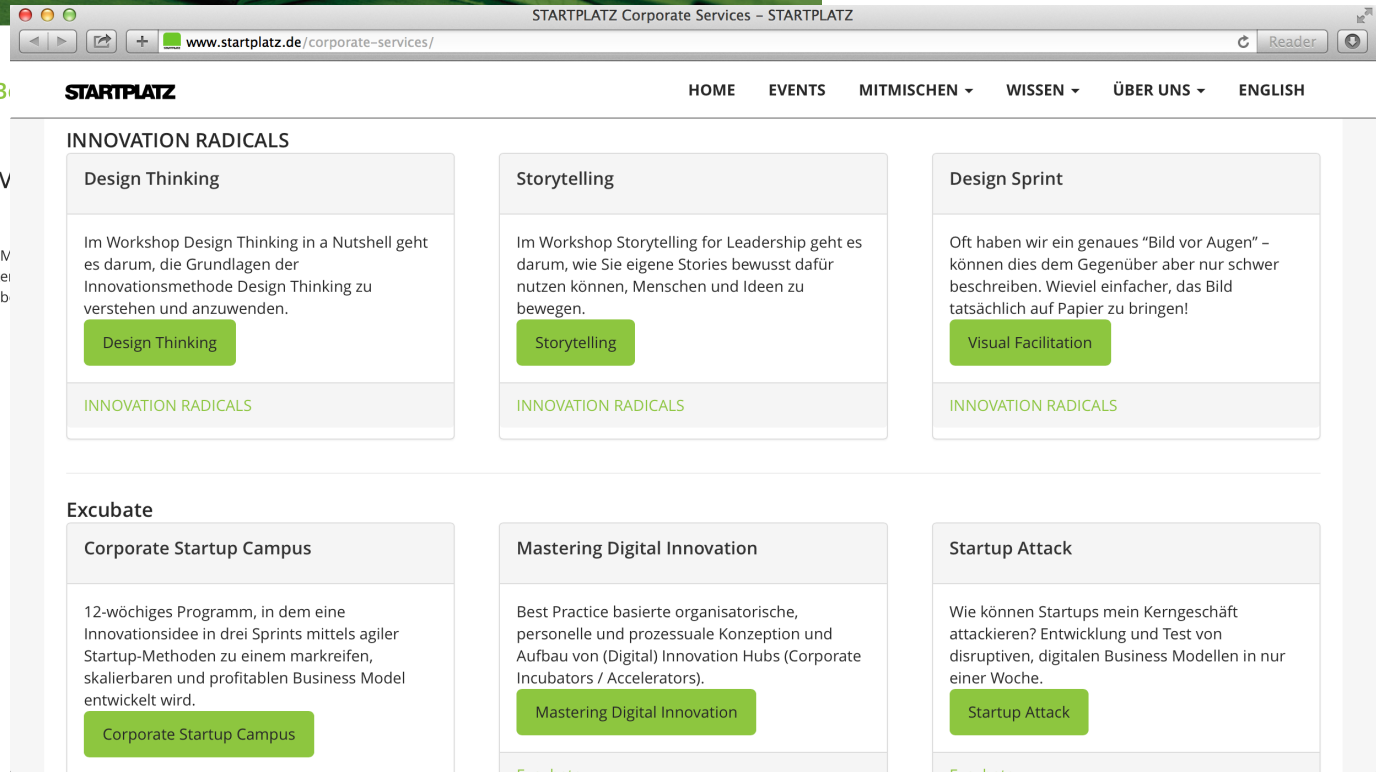 STARTPLATZ Corporate Services – STARTPLATZ
www.startplatz.de/corporate-services/
Reader
STARTPLATZ
HOME EVENTS MITMISCHEN WISSEN ÜBER UNS ENGLISH
INNOVATION RADICALS
Design Thinking
Im Workshop Design Thinking in a Nutshell geht
es darum, die Grundlagen der
Innovationsmethode Design Thinking zu
verstehen und anzuwenden.
Design Thinking
INNOVATION RADICALS
Storytelling
Im Workshop Storytelling for Leadership geht es
darum, wie Sie eigene Stories bewusst dafür
nutzen können, Menschen und Ideen zu
bewegen.
Storytelling
INNOVATION RADICALS
Design Sprint
Oft haben wir ein genaues “Bild vor Augen” –
können dies dem Gegenüber aber nur schwer
beschreiben. Wieviel einfacher, das Bild
tatsächlich auf Papier zu bringen!
Visual Facilitation
INNOVATION RADICALS
Excubate
Corporate Startup Campus
12-wöchiges Programm, in dem eine
Innovationsidee in drei Sprints mittels agiler
Startup-Methoden zu einem markreifen,
skalierbaren und profitablen Business Model
entwickelt wird.
Corporate Startup Campus
Mastering Digital Innovation
Best Practice basierte organisatorische,
personelle und prozessuale Konzeption und
Aufbau von (Digital) Innovation Hubs (Corporate
Incubators / Accelerators).
Mastering Digital Innovation
Startup Attack
Wie können Startups mein Kerngeschäft
attackieren? Entwicklung und Test von
disruptiven, digitalen Business Modellen in nur
einer Woche.
Startup Attack